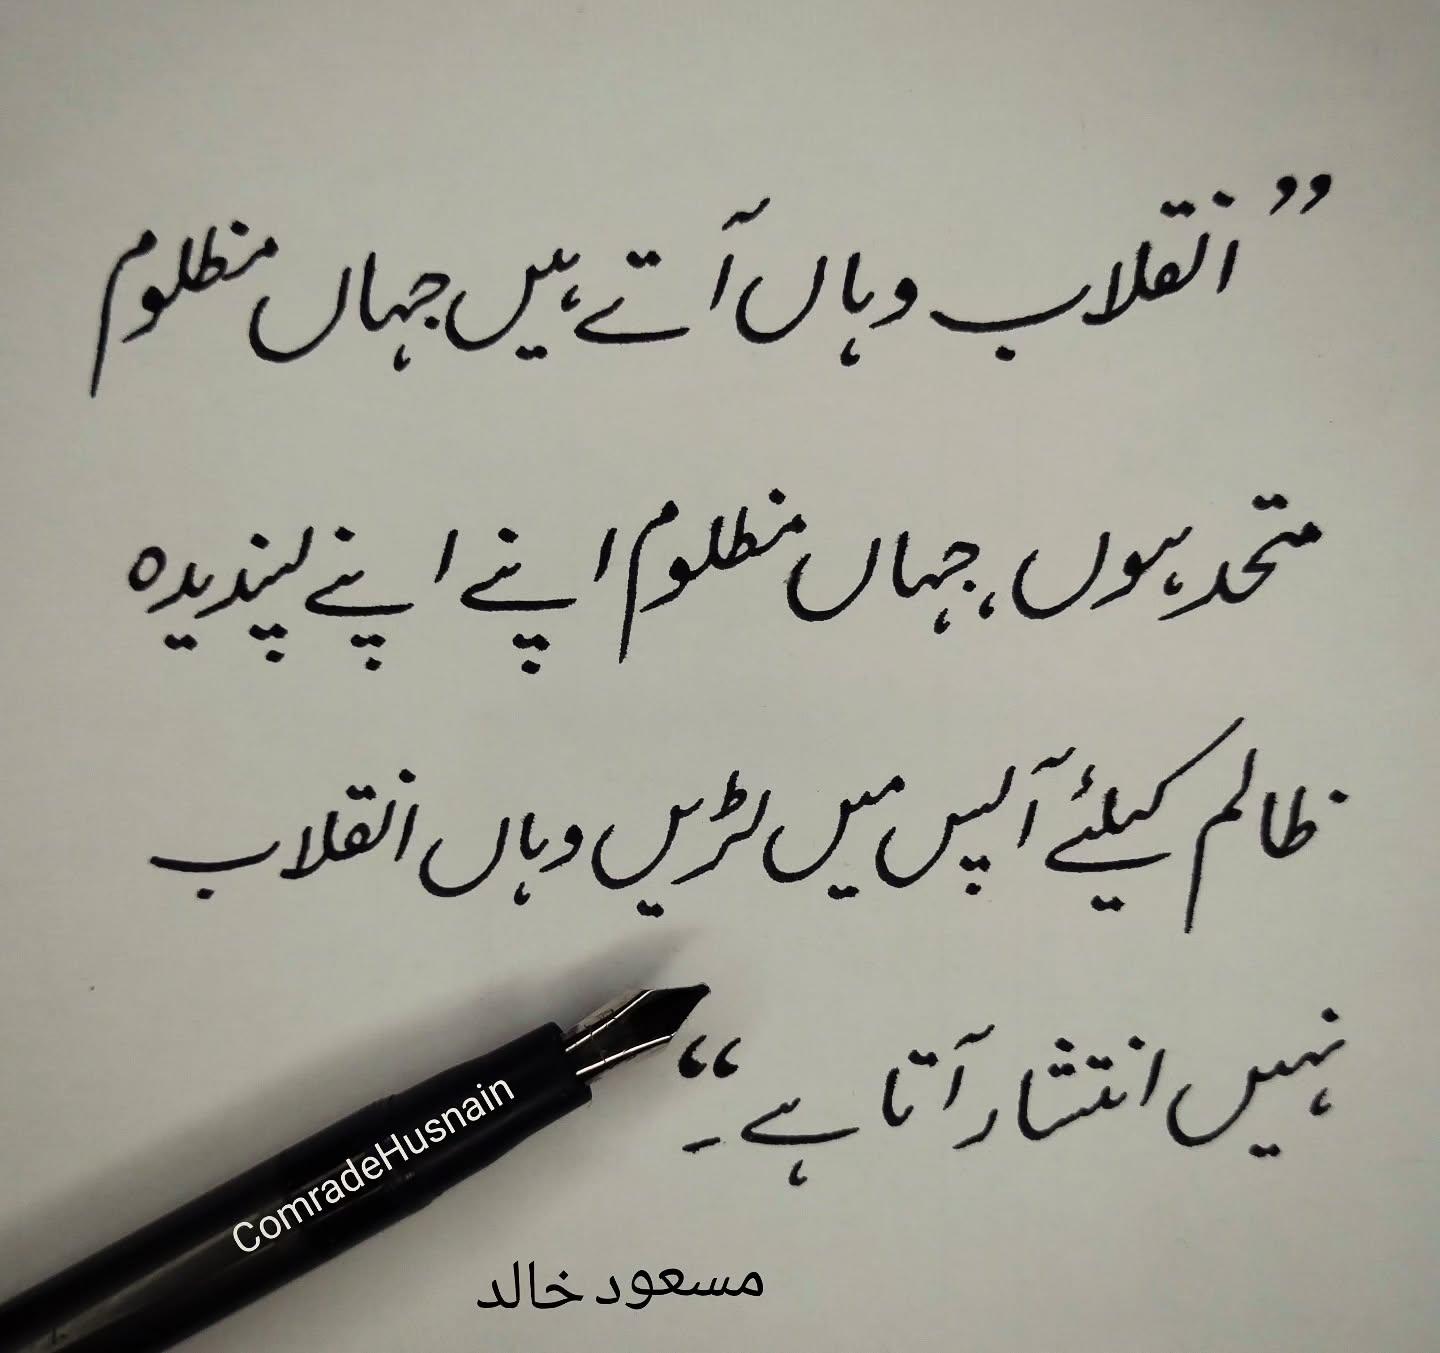 ”انقلاب وہاں آتے ہیں جہاں مظلوم
متحد ہوں، جہاں مظلوم اپنے اپنے پسندیدہ
ظالم کیلئے آپس میں لڑیں وہاں انقلاب
نہیں انتشار آتا ہے۔“
ComradeHusnain
مسعود خالد